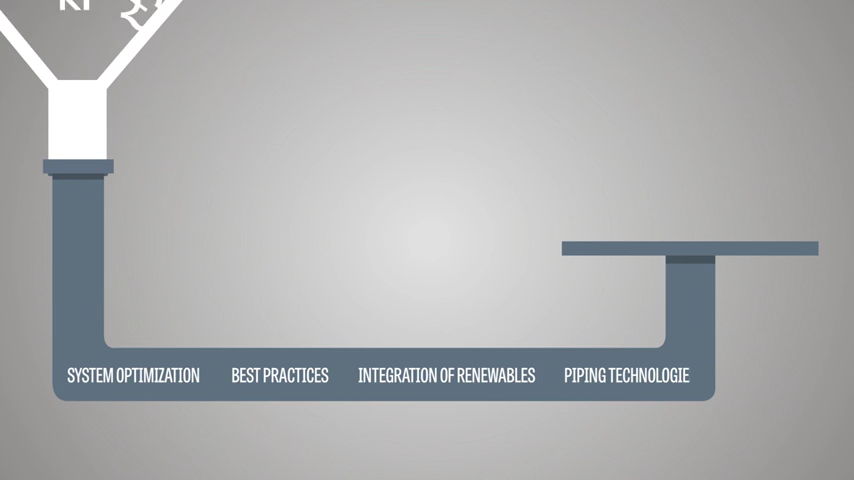 SYSTEM OPTIMIZATION BEST PRACTICES INTEGRATION OF RENEWABLES PIPING TECHNOLOGIE